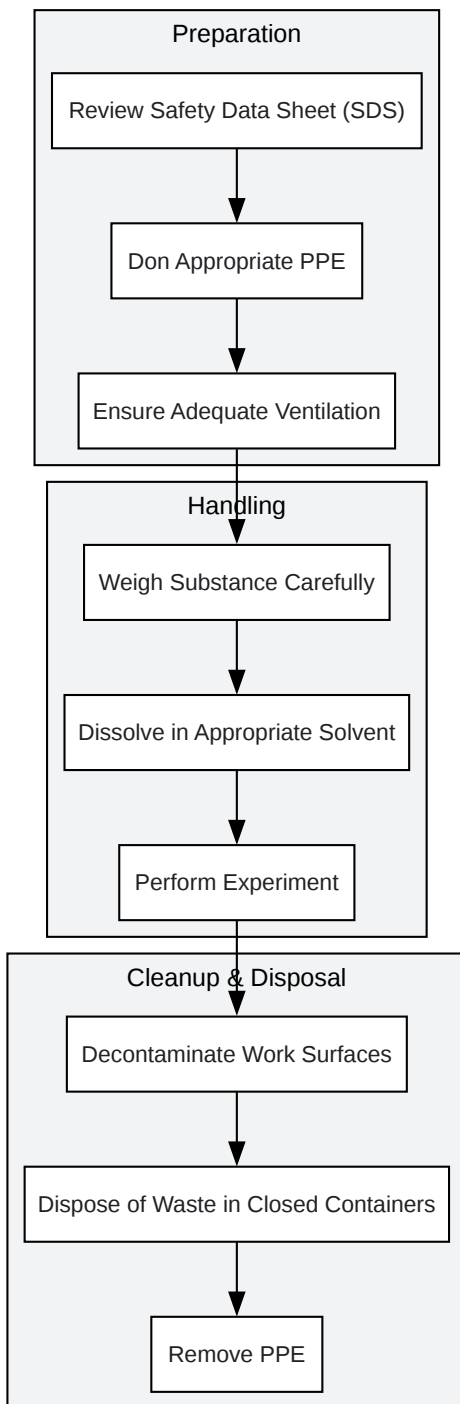 Preparation
Review Safety Data Sheet (SDS)
Don Appropriate PPE
Ensure Adequate Ventilation
Handling
Weigh Substance Carefully
Dissolve in Appropriate Solvent
Perform Experiment
Cleanup & Disposal
Decontaminate Work Surfaces
Dispose of Waste in Closed Containers
Remove PPE